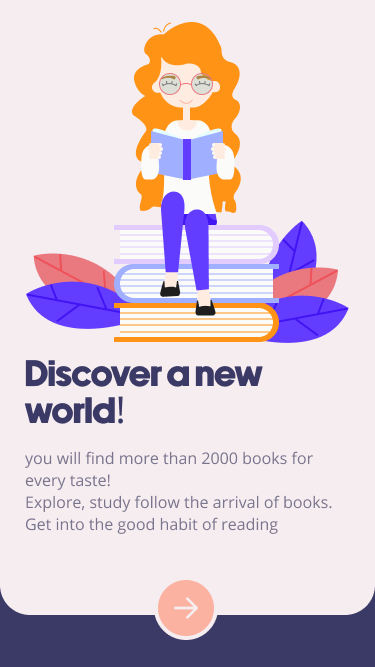 Discover a new
world!
you will find more than 2000 books for
every taste!
Explore, study follow the arrival of books.
Get into the good habit of reading